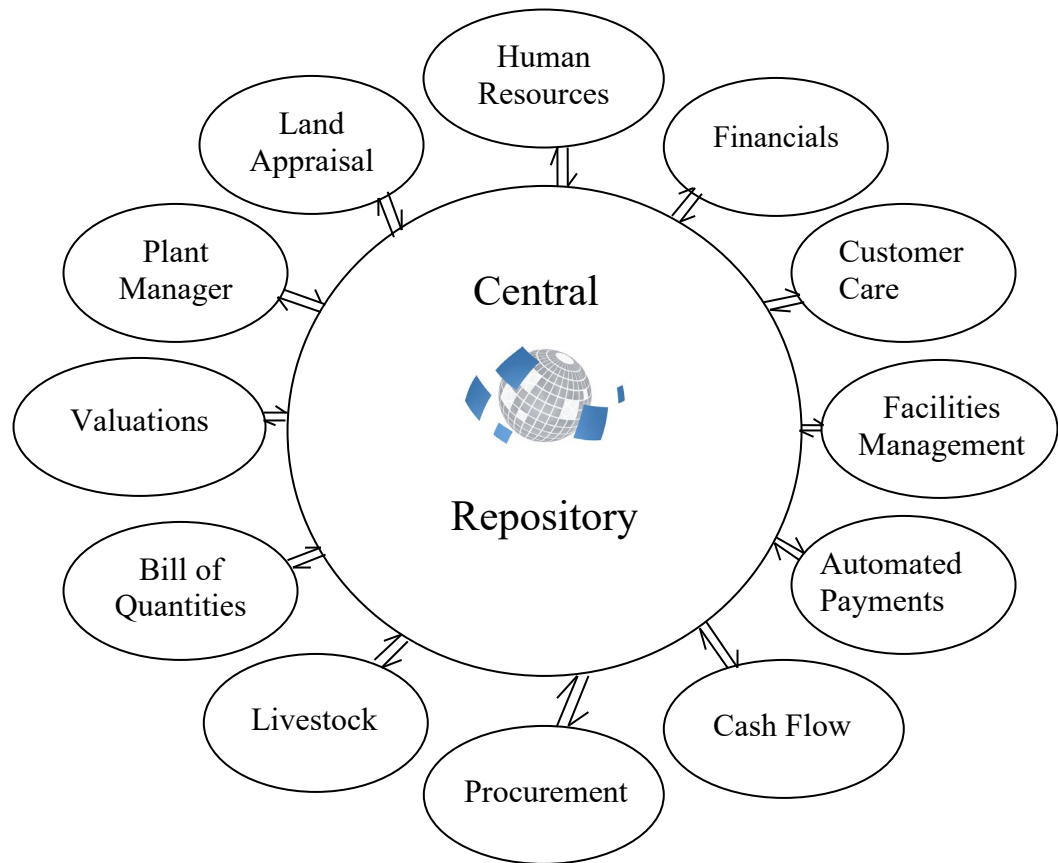 Human
Resources
Financials
Customer
Care
Facilities
Management
Automated
Payments
Cash Flow
Procurement
Livestock
Bill of
Quantities
Valuations
Plant
Manager
Land
Appraisal
Central
Repository